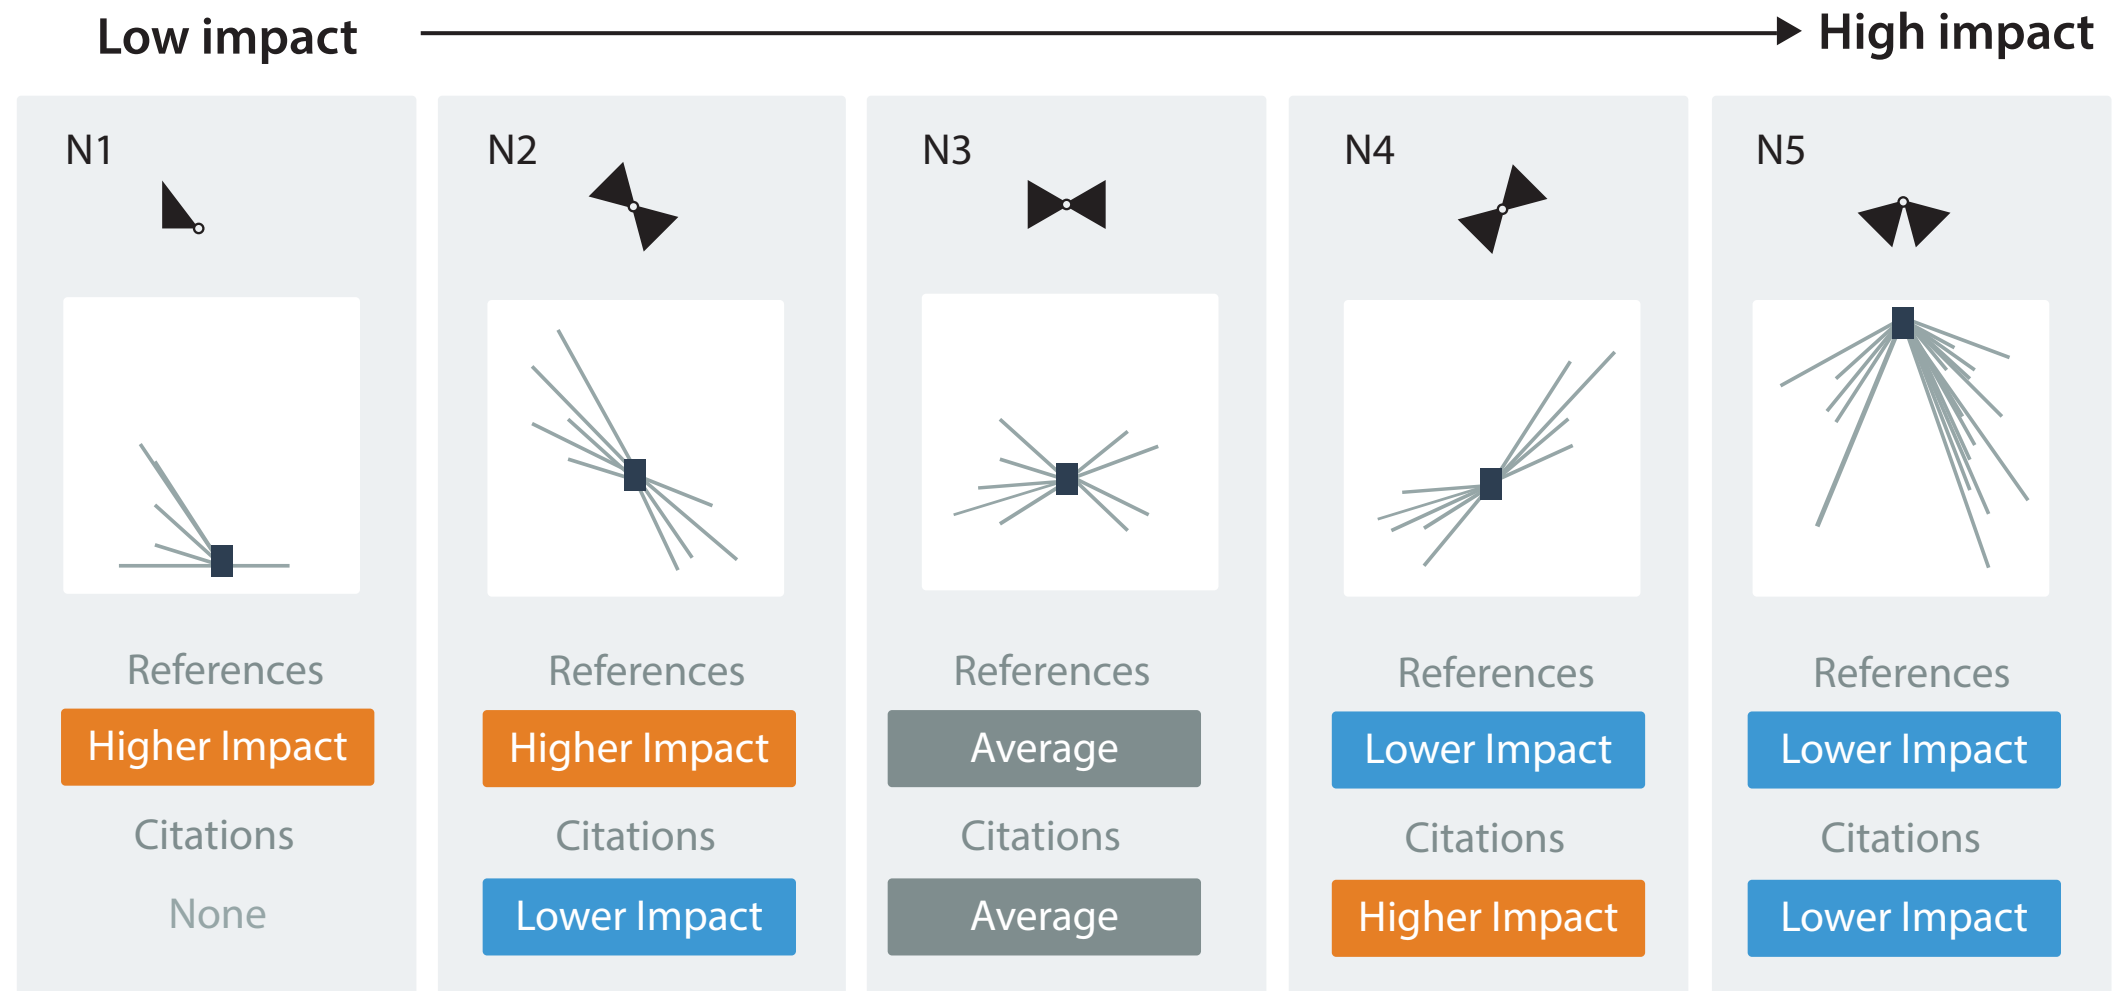 Low impact
High impact
N1
References
Higher Impact
Citations
None
N2
References
Higher Impact
Citations
Lower Impact
N3
References
Average
Citations
Average
N4
References
Lower Impact
Citations
Higher Impact
N5
References
Lower Impact
Citations
Lower Impact